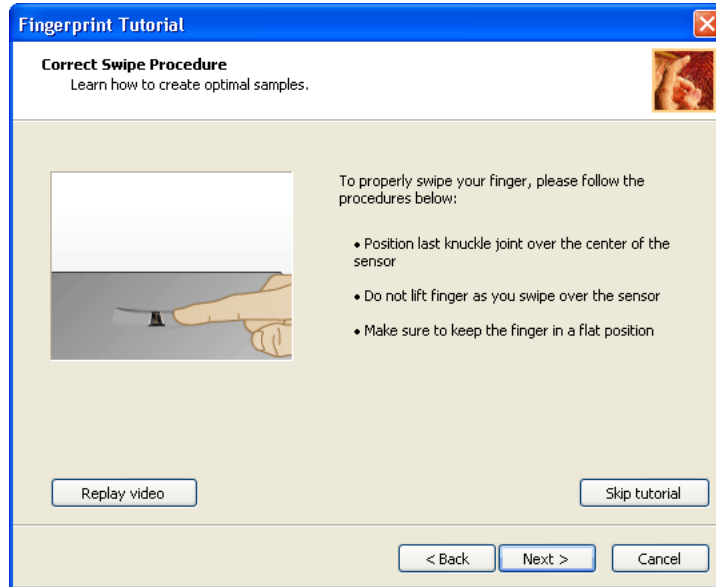 Fingerprint Tutorial
Correct Swipe Procedure
Learn how to create optimal samples.
To properly swipe your finger, please follow the
procedures below:
• Position last knuckle joint over the center of the
sensor
• Do not lift finger as you swipe over the sensor
• Make sure to keep the finger in a flat position
Replay video
Skip tutorial
< Back
Next >
Cancel